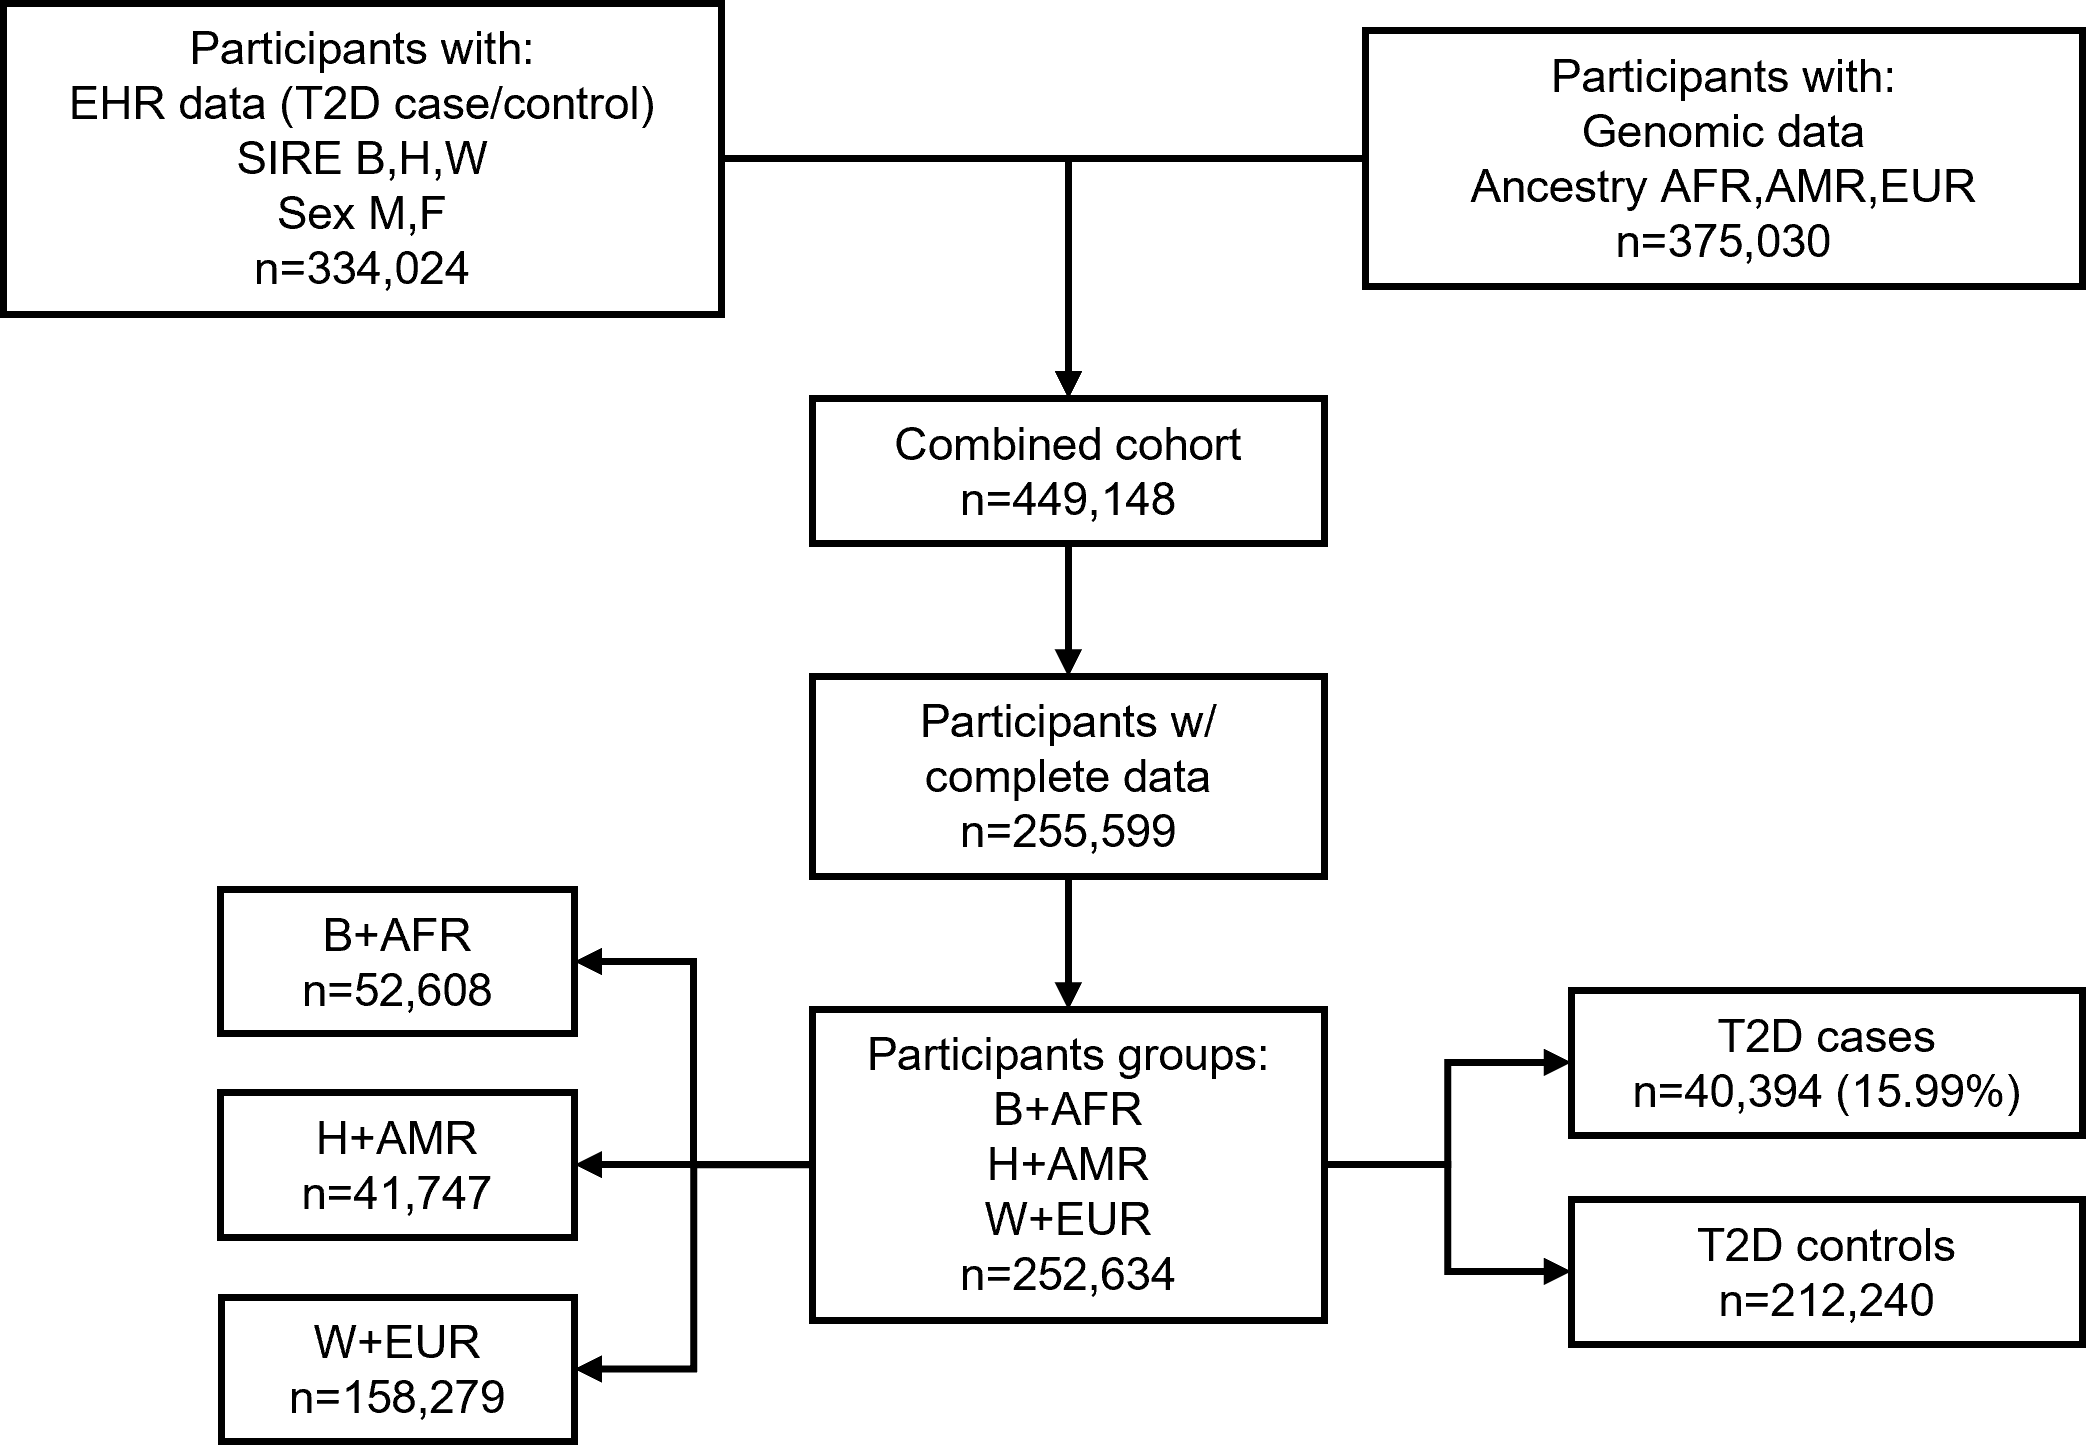 Participants with:
EHR data (T2D case/control)
SIRE B,H,W
Sex M,F
n=334,024
Participants with:
Genomic data
Ancestry AFR,AMR,EUR
n=375,030
Combined cohort
n=449,148
Participants w/
complete data
n=255,599
Participants groups:
B+AFR
H+AMR
W+EUR
n=252,634
B+AFR
n=52,608
H+AMR
n=41,747
W+EUR
n=158,279
T2D cases
n=40,394 (15.99%)
T2D controls
n=212,240